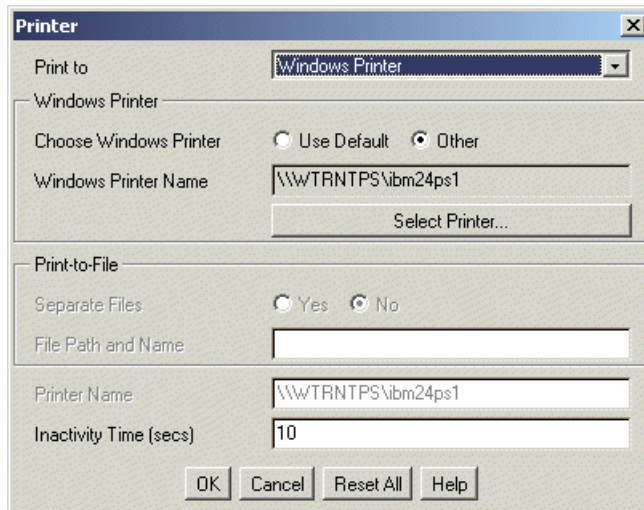 Printer
Print to Windows Printer
Windows Printer
Choose Windows Printer Use Default Other
Windows Printer Name \\WTRNTPS\ibm24ps1
Select Printer...
Print-to-File
Separate Files Yes No
File Path and Name
Printer Name \\WTRNTPS\ibm24ps1
Inactivity Time (secs) 10
OK Cancel Reset All Help